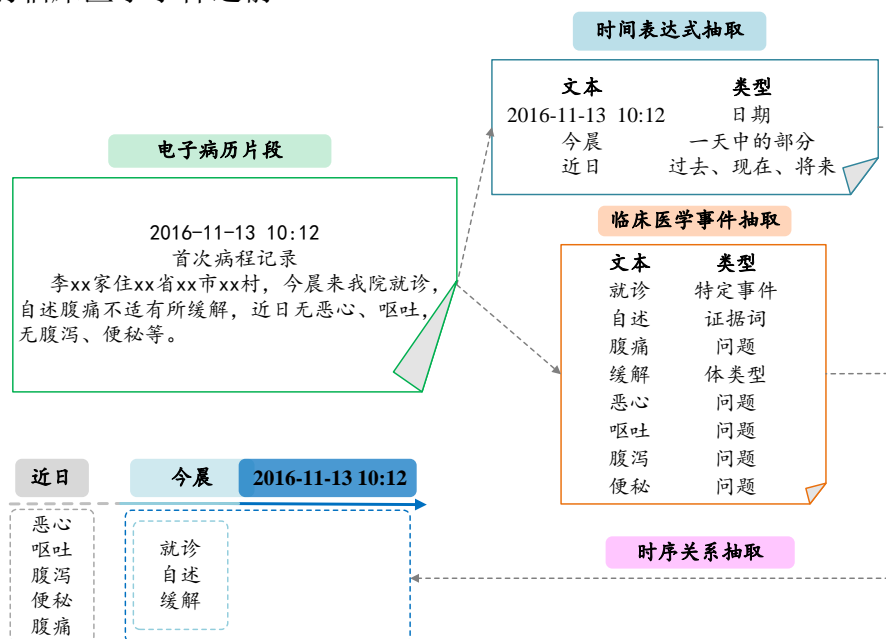 时间表达式抽取
文本 类型
2016-11-13 10:12 日期
今晨 一天中的部分
近日 过去、现在、将来
电子病历片段
2016-11-13 10:12
首次病程记录
李xx家住xx省xx市xx村，今晨来我院就诊，
自述腹痛不适有所缓解，近日无恶心、呕吐，
无腹泻、便秘等。
临床医学事件抽取
文本 类型
就诊 特定事件
自述 证据词
腹痛 问题
缓解 体类型
恶心 问题
呕吐 问题
腹泻 问题
便秘 问题
近日 今晨 2016-11-13 10:12
恶心
呕吐
腹泻
便秘
腹痛
就诊
自述
缓解
时序关系抽取